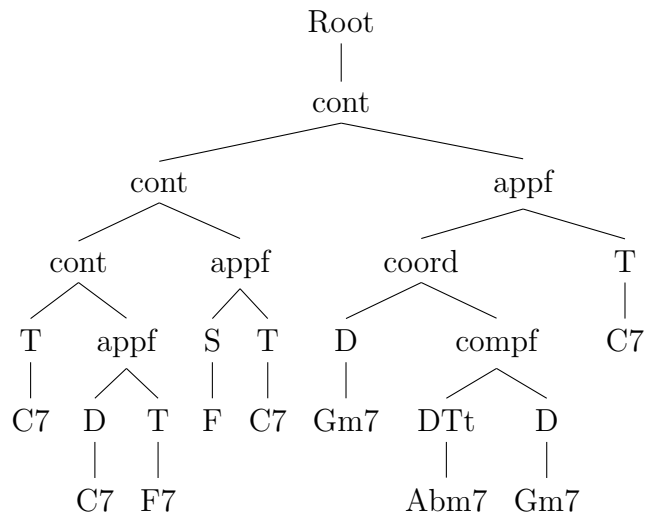 Root
cont
cont appf
cont appf coord T
T appf S T D compf C7
C7 D T F C7 Gm7 DTt D
C7 F7 Abm7 Gm7